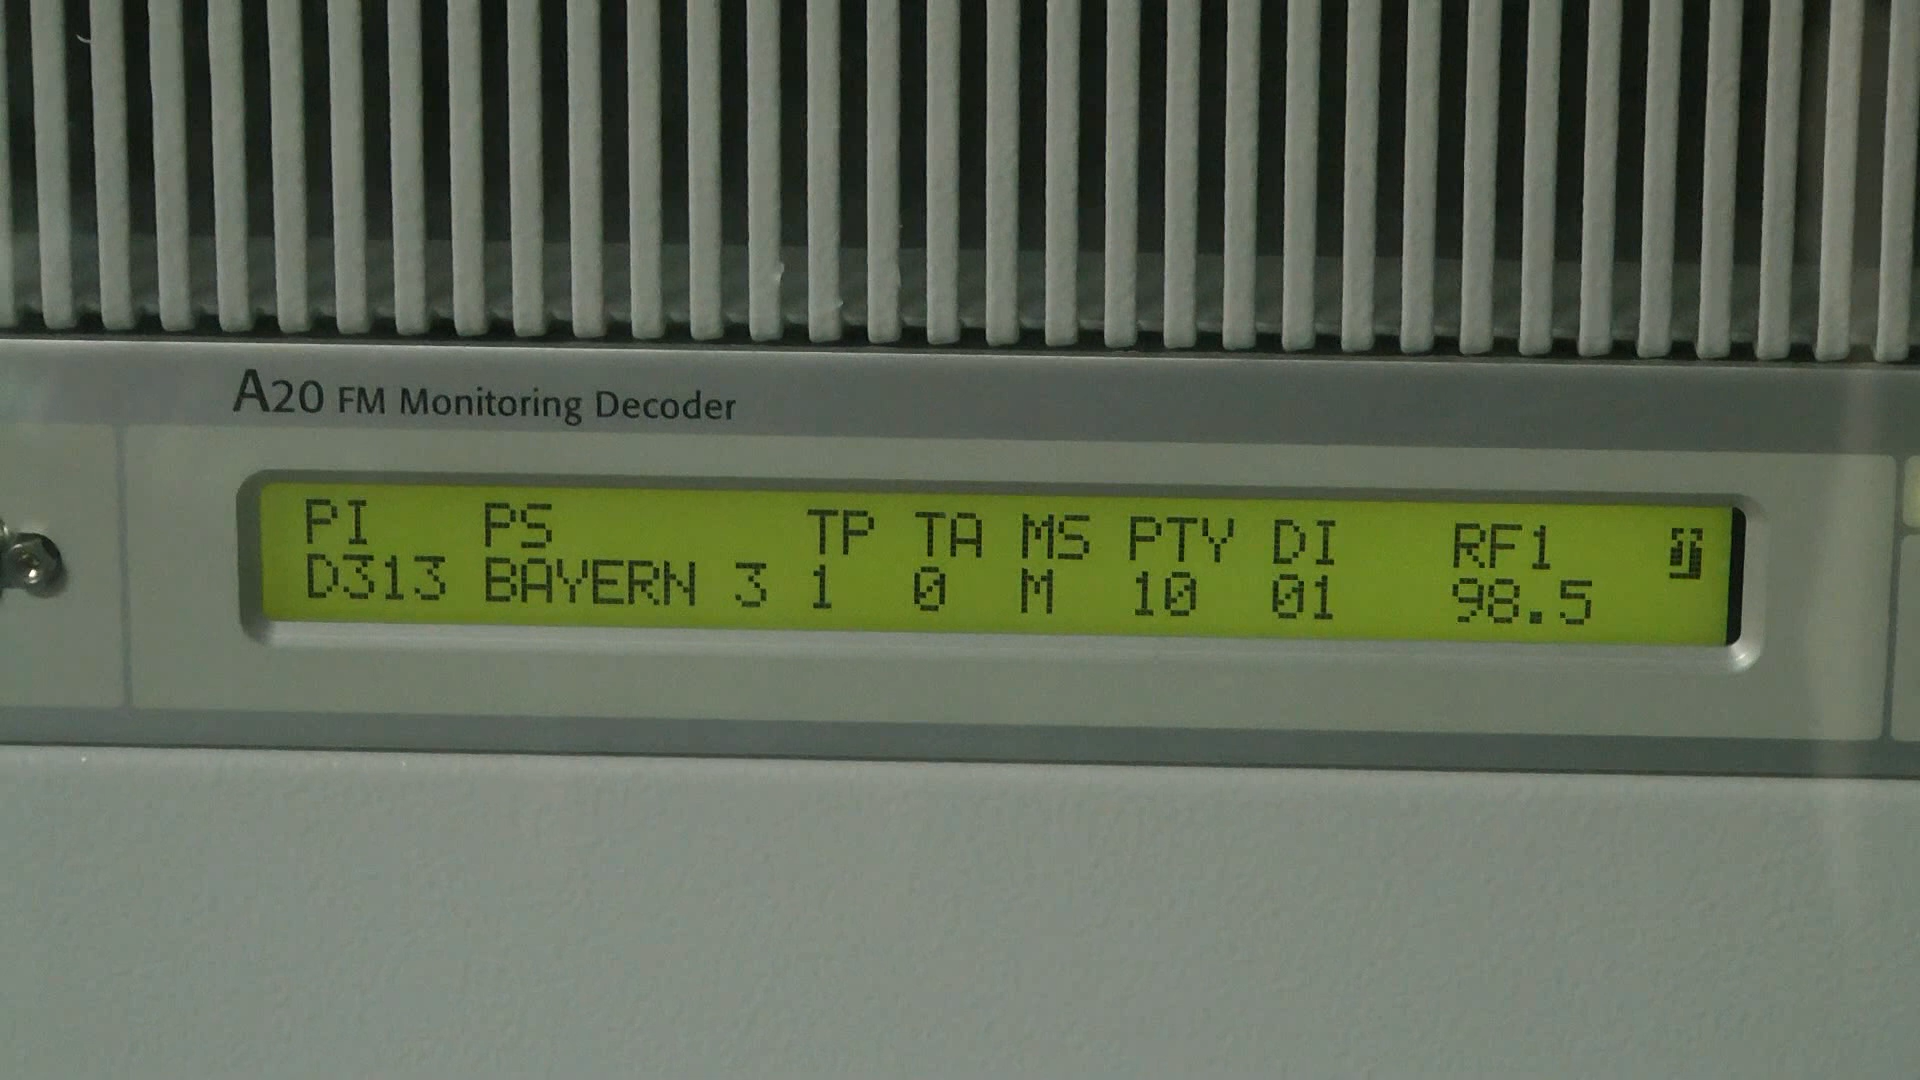 A20 FM Monitoring Decoder
PI PS TP TA MS PTY DI RF1
D313 BAYERN 3 1 0 M 10 01 98.5